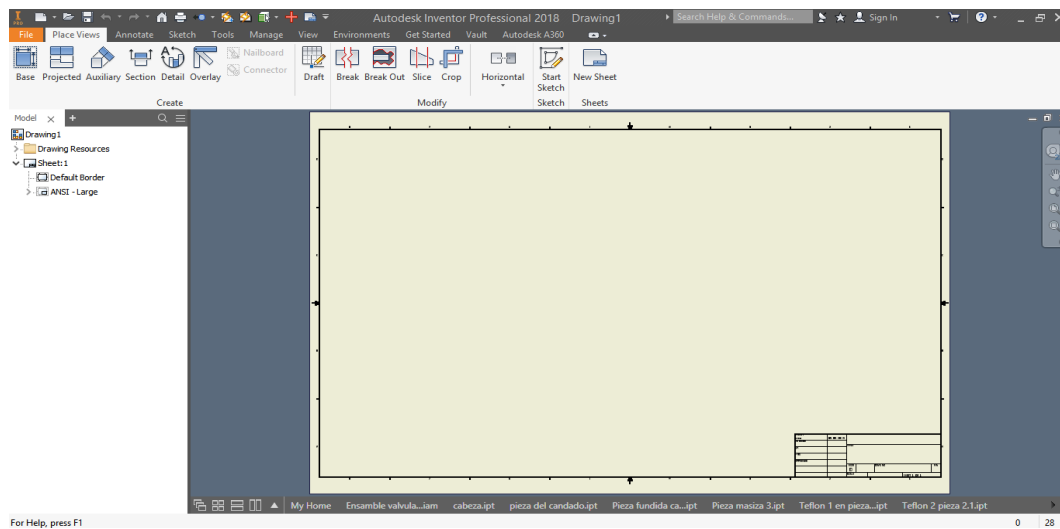 Autodesk Inventor Professional 2018 Drawing1
Search Help & Commands...
Sign In
File Place Views Annotate Sketch Tools Manage View Environments Get Started Vault Autodesk A360
Nailboard
Connector
Base Projected Auxiliary Section Detail Overlay Draft Break Break Out Slice Crop Horizontal Start Sketch New Sheet
Create Modify Sketch Sheets
Model
Drawing1
Drawing Resources
Sheet:1
Default Border
ANSI - Large
My Home Ensamble valvula...iam cabeza.ipt pieza del candado.ipt Pieza fundida ca...ipt Pieza masiza 3.ipt Teflon 1 en pieza...ipt Teflon 2 pieza 2.1.ipt
For Help, press F1 0 28